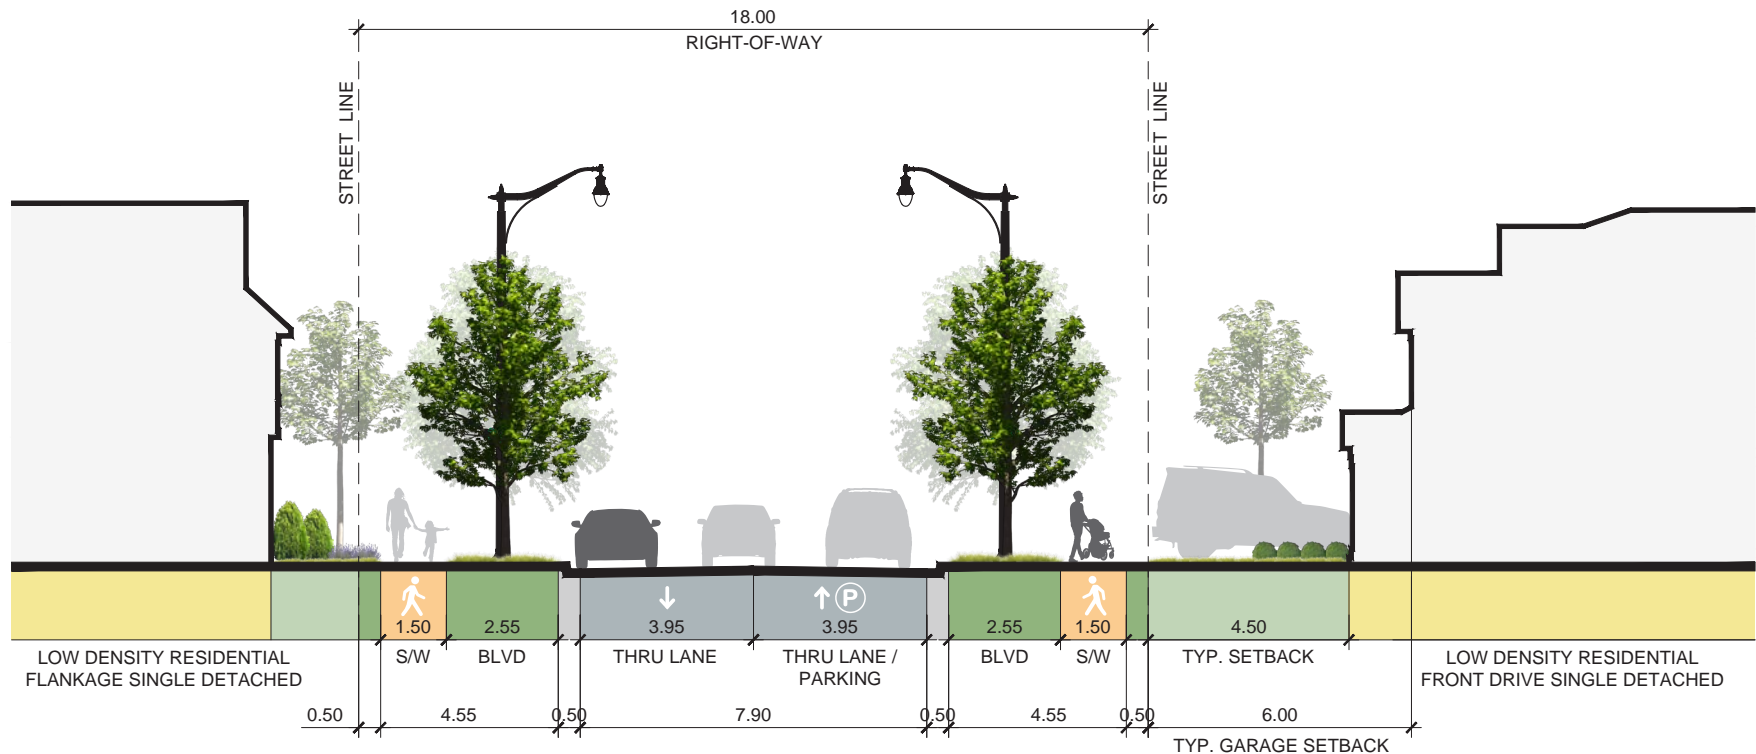 18.00
RIGHT-OF-WAY
STREET LINE
STREET LINE
P
1.50
2.55
3.95
3.95
2.55
1.50
4.50
S/W
BLVD
THRU LANE
THRU LANE /
PARKING
BLVD
S/W
TYP. SETBACK
LOW DENSITY RESIDENTIAL
FLANKAGE SINGLE DETACHED
LOW DENSITY RESIDENTIAL
FRONT DRIVE SINGLE DETACHED
0.50
4.55
0.50
7.90
0.50
4.55
0.50
6.00
TYP. GARAGE SETBACK